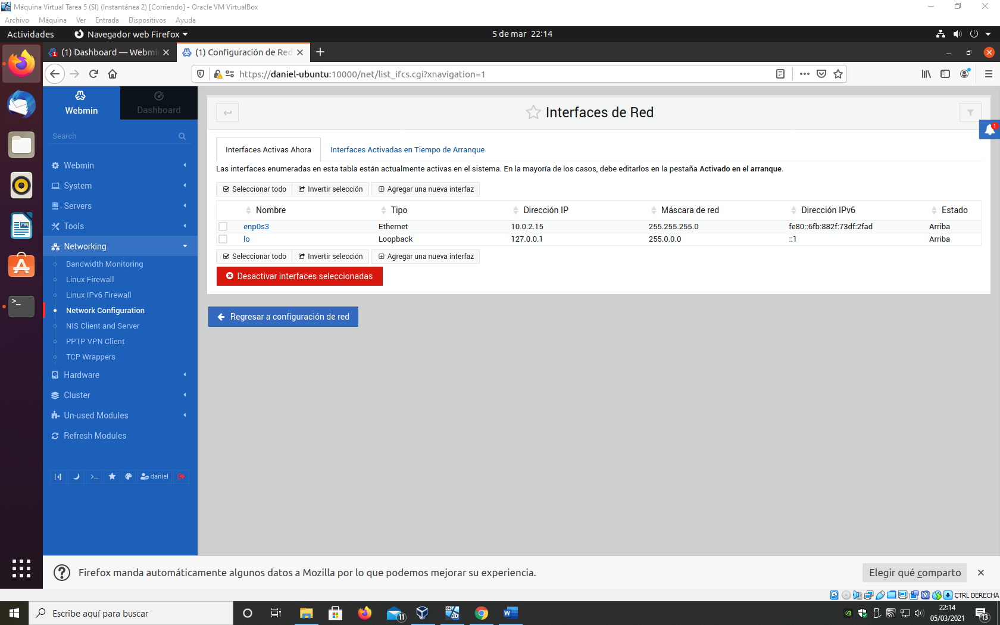 Máquina Virtual Tarea 5 (SI) (Instantánea 2) [Corriendo] - Oracle VM VirtualBox
Archivo Máquina Ver Entrada Dispositivos Ayuda
Actividades Navegador web Firefox 5 de mar 22:14
(1) Dashboard — Webmi (1) Configuración de Red
https://daniel-ubuntu:10000/net/list_ifcs.cgi?xnavigation=1
Webmin Dashboard
Search
Webmin
System
Servers
Tools
Networking
Bandwidth Monitoring
Linux Firewall
Linux IPv6 Firewall
Network Configuration
NIS Client and Server
PPTP VPN Client
TCP Wrappers
Hardware
Cluster
Un-used Modules
Refresh Modules
daniel
Interfaces de Red
1
Interfaces Activas Ahora Interfaces Activadas en Tiempo de Arranque
Las interfaces enumeradas en esta tabla están actualmente activas en el sistema. En la mayoría de los casos, debe editarlos en la pestaña Activado en el arranque.
Seleccionar todo Invertir selección Agregar una nueva interfaz
Nombre Tipo Dirección IP Máscara de red Dirección IPv6 Estado
enp0s3 Ethernet 10.0.2.15 255.255.255.0 fe80::6fb:882f:73df:2fad Arriba
lo Loopback 127.0.0.1 255.0.0.0 ::1 Arriba
Seleccionar todo Invertir selección Agregar una nueva interfaz
Desactivar interfaces seleccionadas
Regresar a configuración de red
Firefox manda automáticamente algunos datos a Mozilla por lo que podemos mejorar su experiencia. Elegir qué comparto
CTRL DERECHA
Escribe aquí para buscar 11 22:14
05/03/2021 13